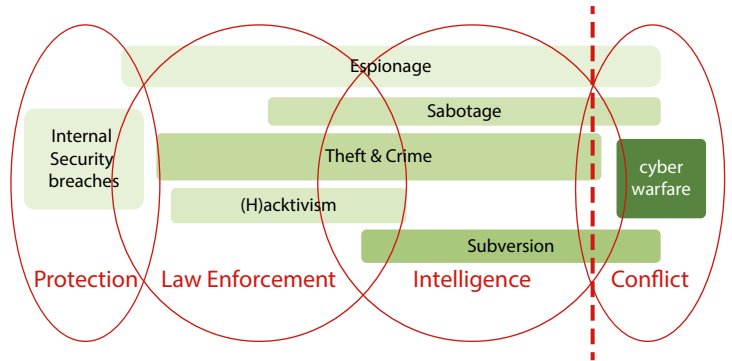 Espionage
Sabotage
Internal
Security
breaches
Theft & Crime
cyber
warfare
(H)acktivism
Subversion
Protection
Law Enforcement
Intelligence
Conflict